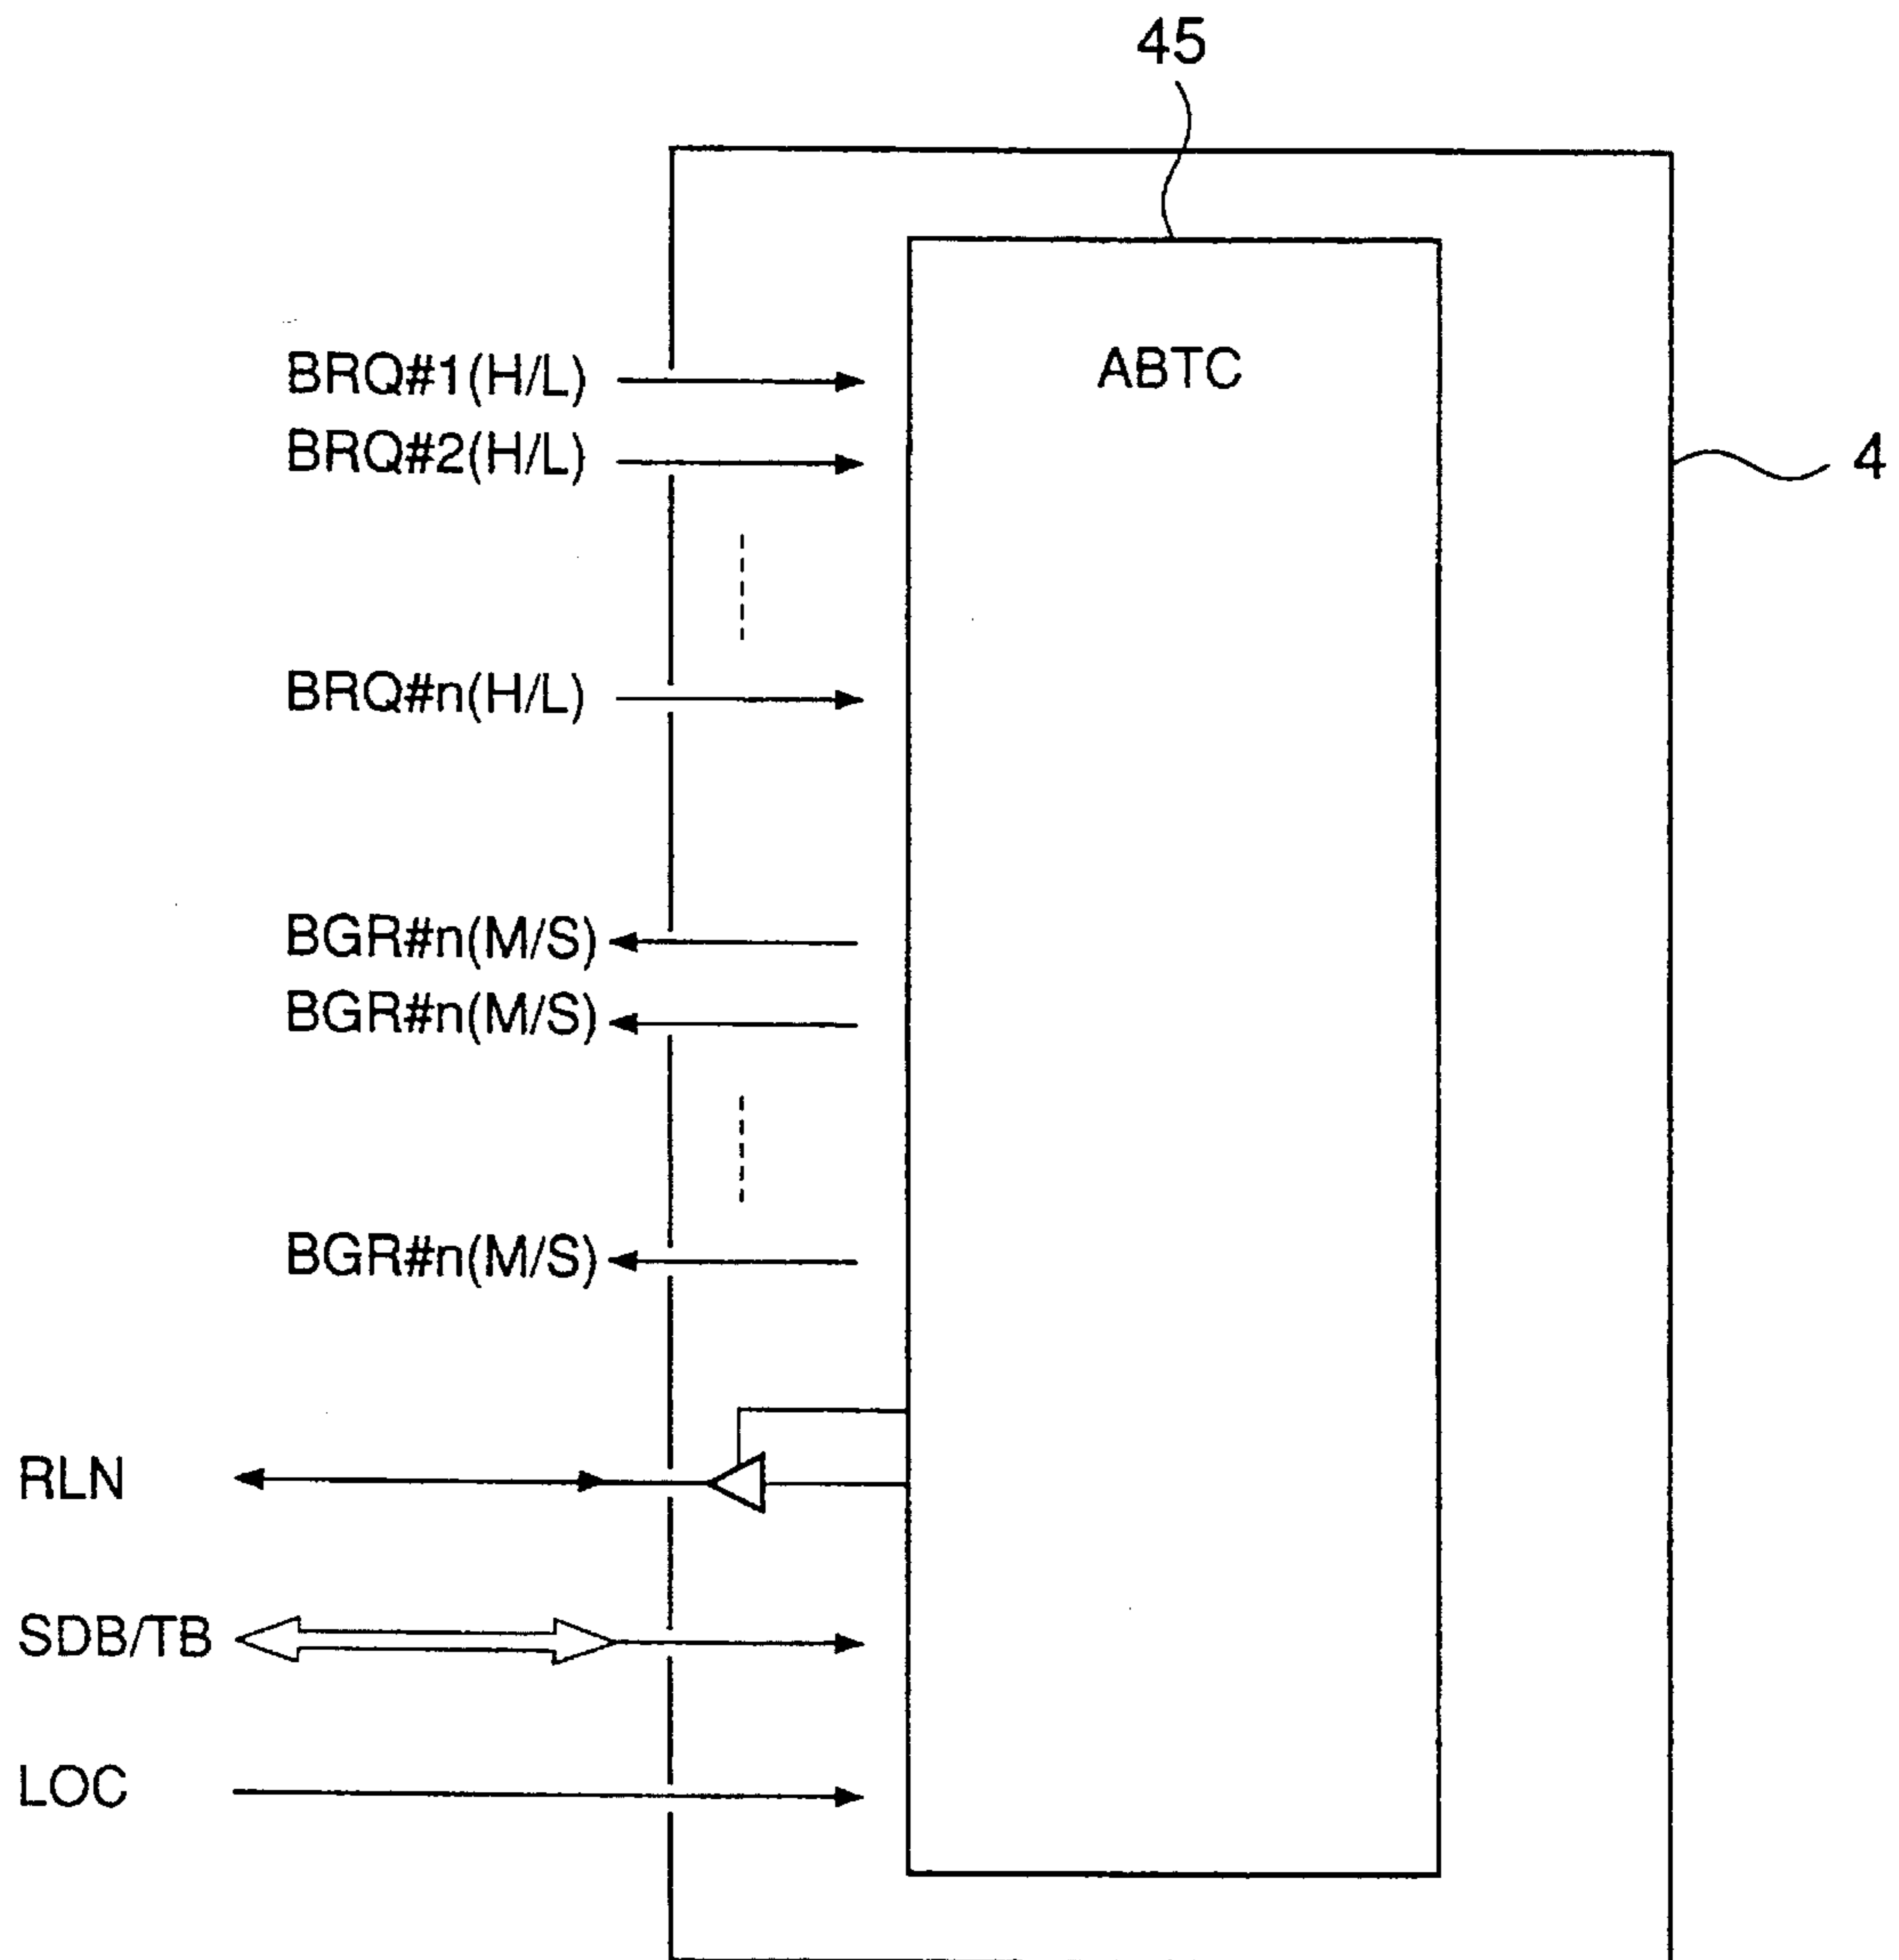 45
BRQ#1(H/L)
ABTC
BRQ#2(H/L)
4
BRQ#n(H/L)
BGR#n(M/S)
BGR#n(M/S)
BGR#n(M/S)
RLN
SDB/TB
LOC